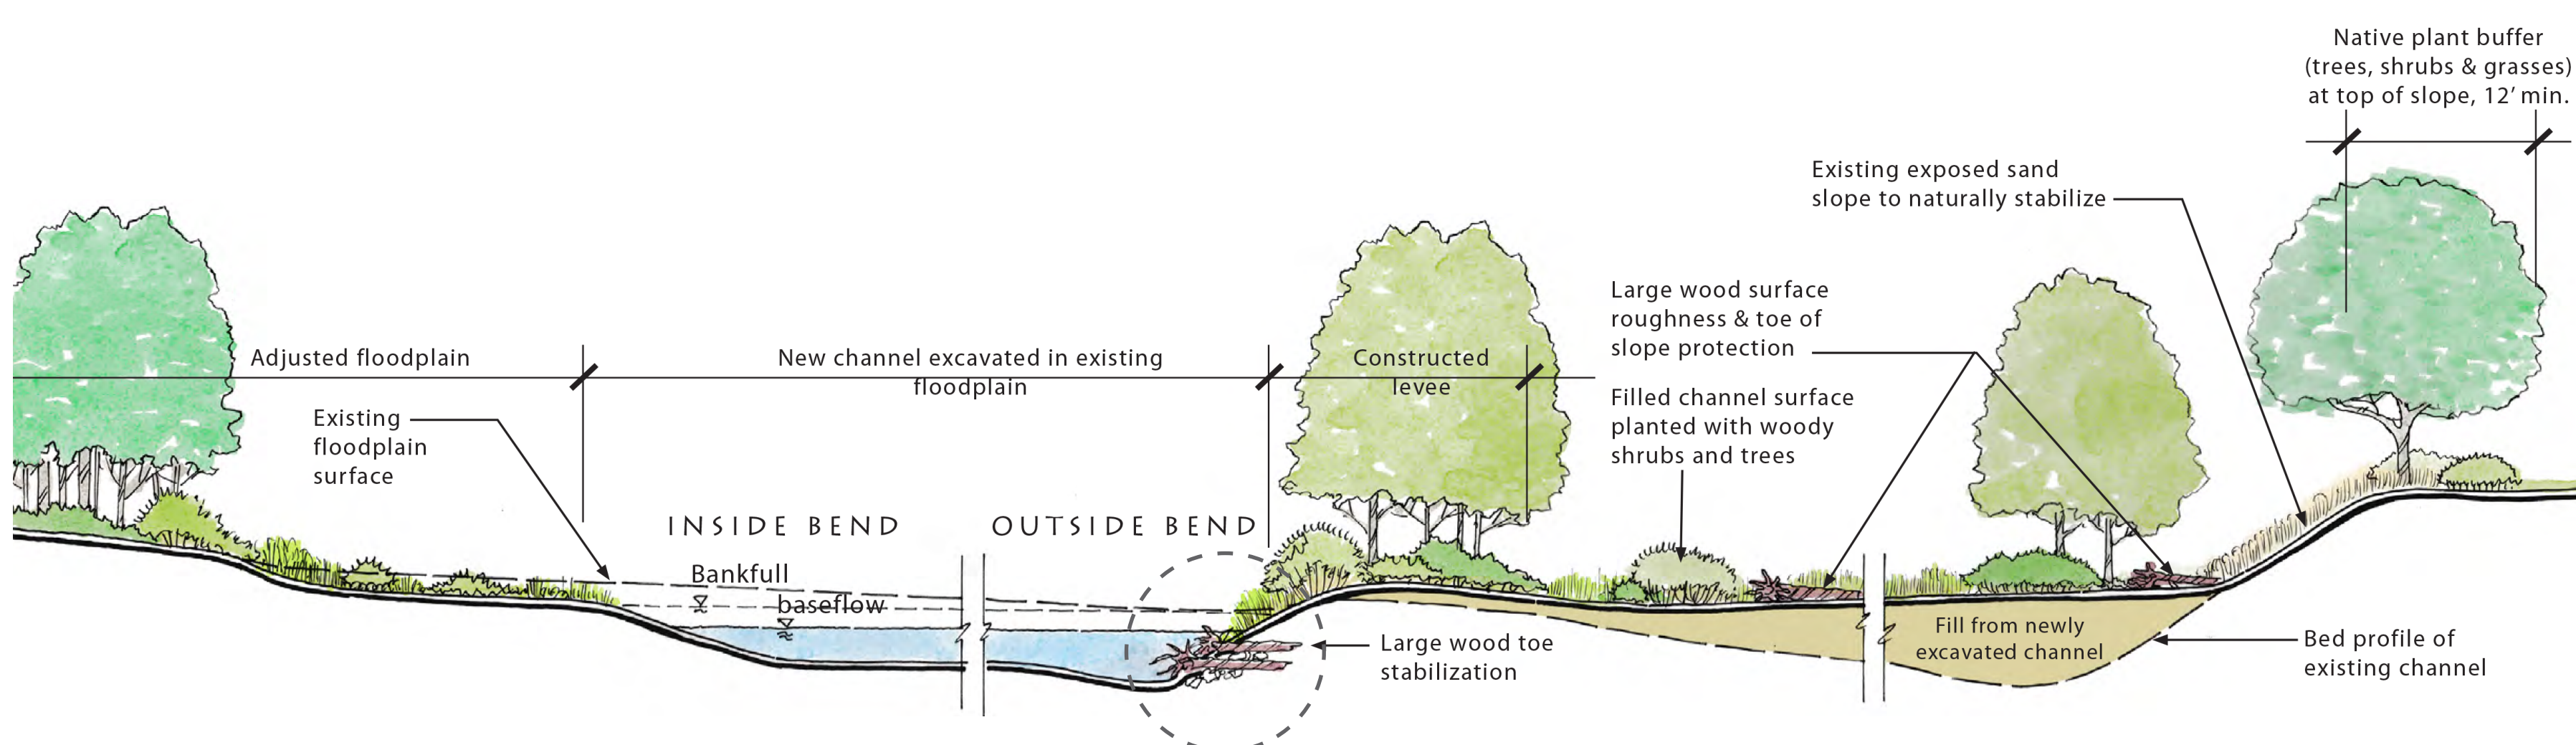 Native plant buffer
(trees, shrubs & grasses)
at top of slope, 12’ min.
Existing exposed sand
slope to naturally stabilize
Large wood surface
roughness & toe of
slope protection
Adjusted floodplain
New channel excavated in existing
floodplain
Constructed
levee
Existing
floodplain
surface
Filled channel surface
planted with woody
shrubs and trees
INSIDE BEND
OUTSIDE BEND
Bankfull
baseflow
Large wood toe
stabilization
Fill from newly
excavated channel
Bed profile of
existing channel